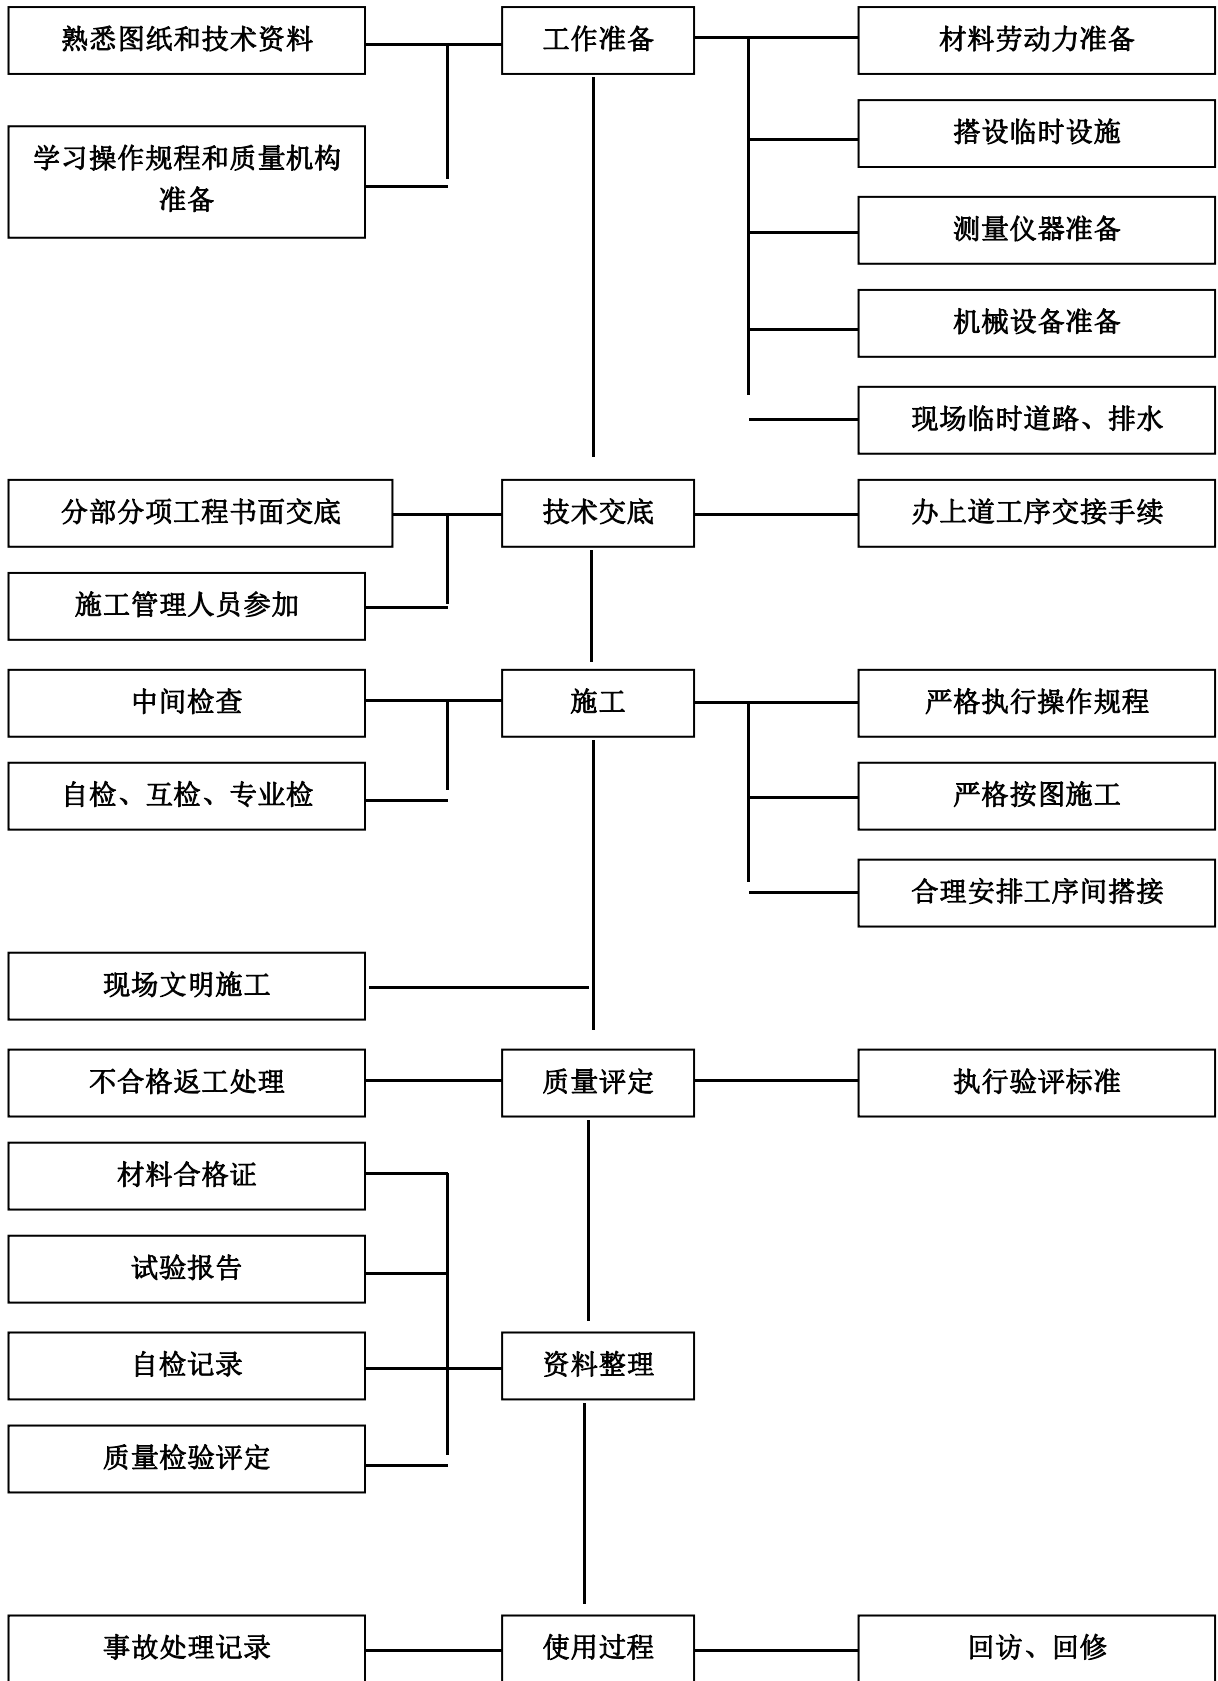 熟悉图纸和技术资料
工作准备
材料劳动力准备
搭设临时设施
学习操作规程和质量机构
准备
测量仪器准备
机械设备准备
现场临时道路、排水
分部分项工程书面交底
技术交底
办上道工序交接手续
施工管理人员参加
中间检查
施工
严格执行操作规程
自检、互检、专业检
严格按图施工
合理安排工序间搭接
现场文明施工
不合格返工处理
质量评定
执行验评标准
材料合格证
试验报告
自检记录
资料整理
质量检验评定
事故处理记录
使用过程
回访、回修